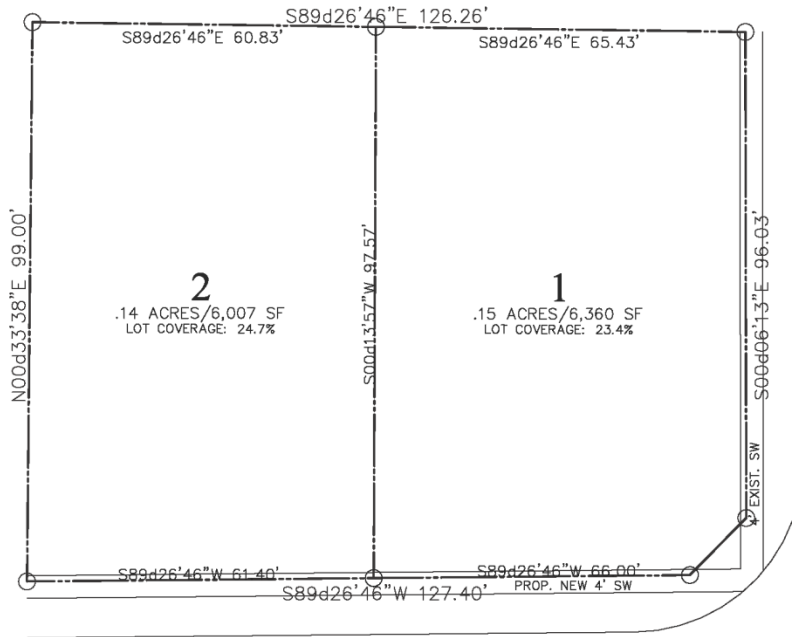 S89d26'46"E 126.26'
S89d26'46"E 60.83'
S89d26'46"E 65.43'
N00d33'38"E 99.00'
2
.14 ACRES/6,007 SF
LOT COVERAGE: 24.7%
S00d13'57"W 97.57'
1
.15 ACRES/6,360 SF
LOT COVERAGE: 23.4%
S00d06'13"E 96.03'
4' EXIST. SW
S89d26'46"W 61.40'
S89d26'46"W 66.00'
PROP. NEW 4' SW
S89d26'46"W 127.40'